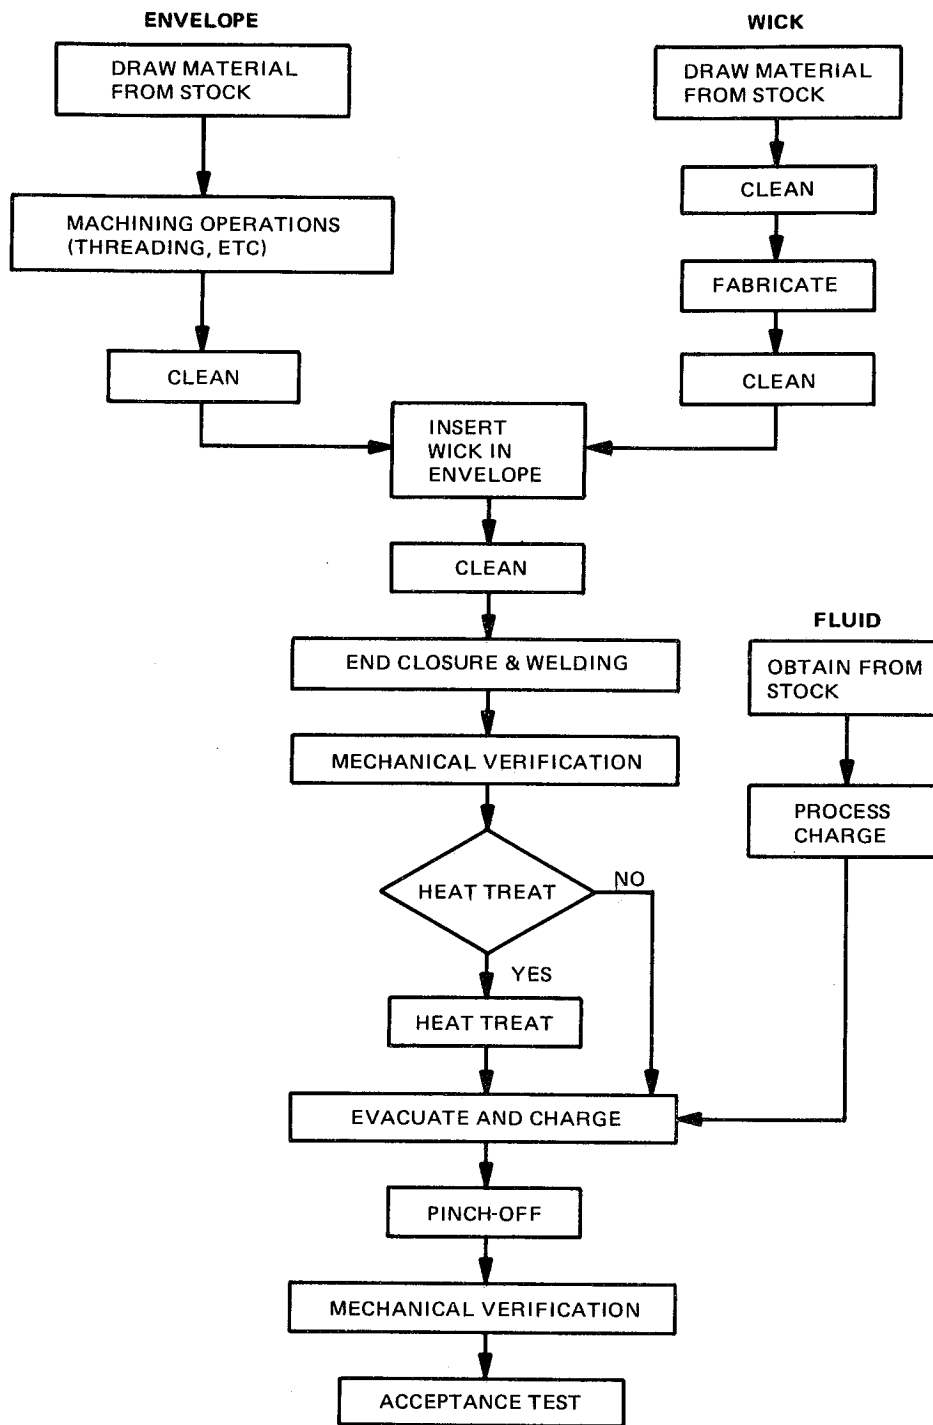 ENVELOPE
DRAW MATERIAL
FROM STOCK
MACHINING OPERATIONS
(THREADING, ETC)
CLEAN
WICK
DRAW MATERIAL
FROM STOCK
CLEAN
FABRICATE
CLEAN
INSERT
WICK IN
ENVELOPE
CLEAN
END CLOSURE & WELDING
MECHANICAL VERIFICATION
HEAT TREAT
NO
YES
HEAT TREAT
FLUID
OBTAIN FROM
STOCK
PROCESS
CHARGE
EVACUATE AND CHARGE
PINCH-OFF
MECHANICAL VERIFICATION
ACCEPTANCE TEST